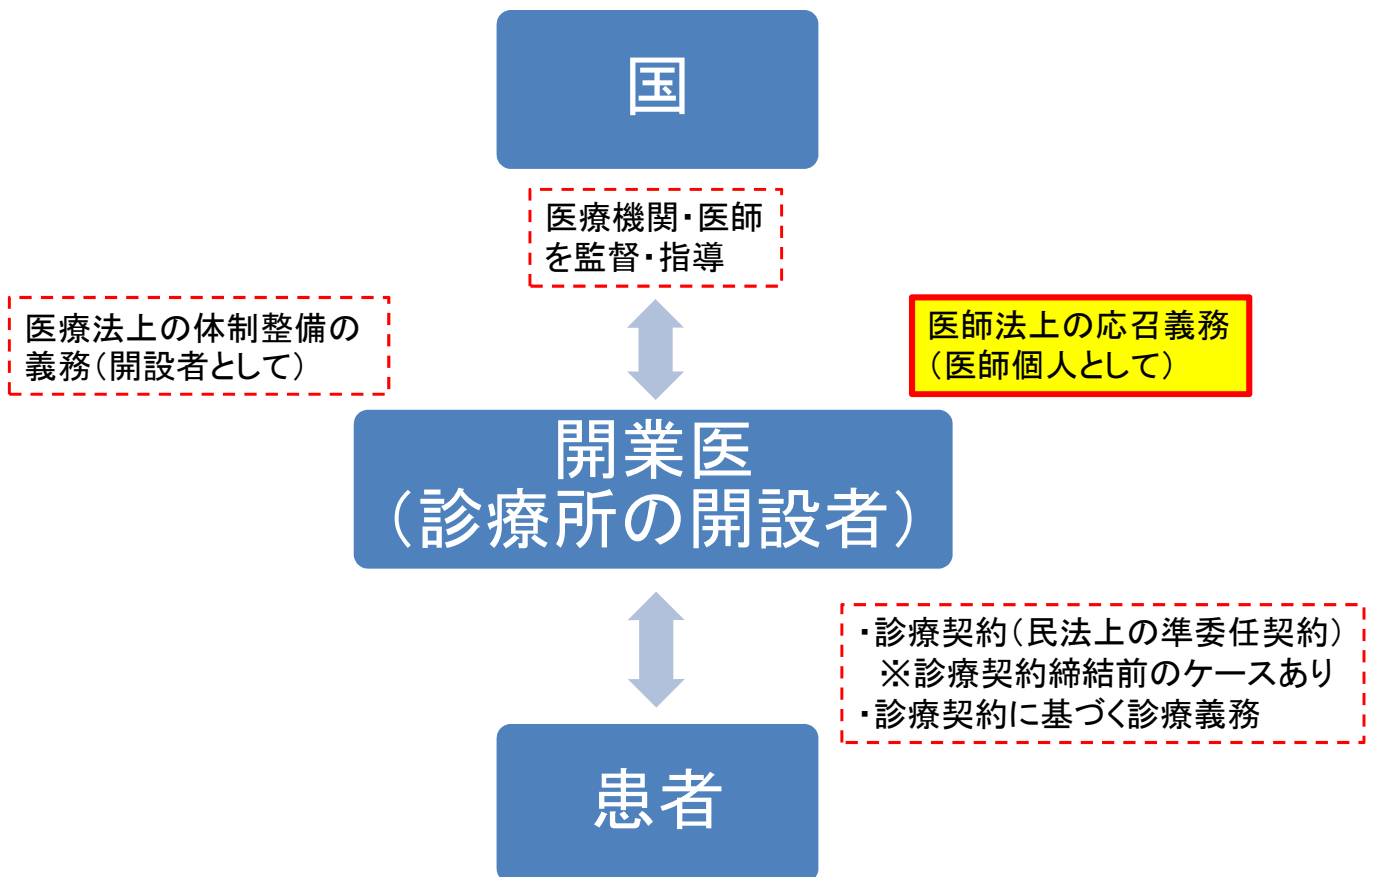 国
医療機関・医師
を監督・指導
医療法上の体制整備の
義務（開設者として）
医師法上の応召義務
（医師個人として）
開業医
（診療所の開設者）
・診療契約（民法上の準委任契約）
※診療契約締結前のケースあり
・診療契約に基づく診療義務
患者